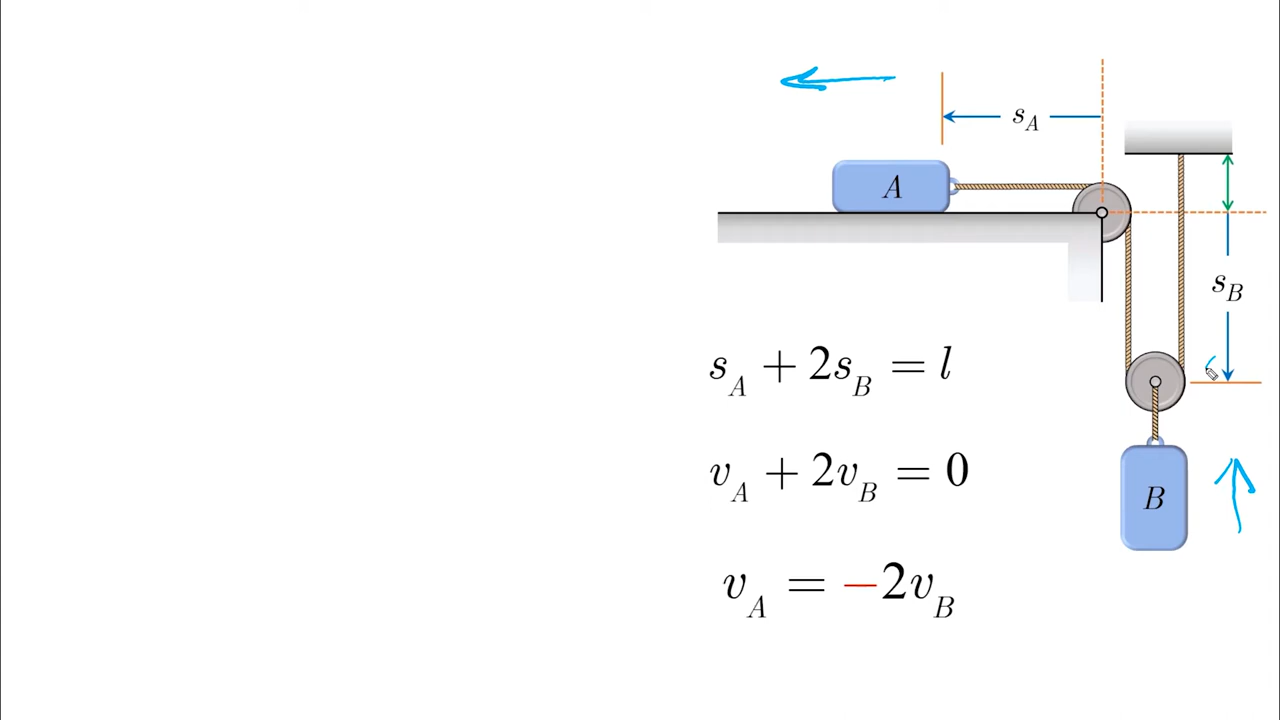 s_A
A
s_B
s_A + 2s_B = l
v_A + 2v_B = 0
B
v_A = −2v_B